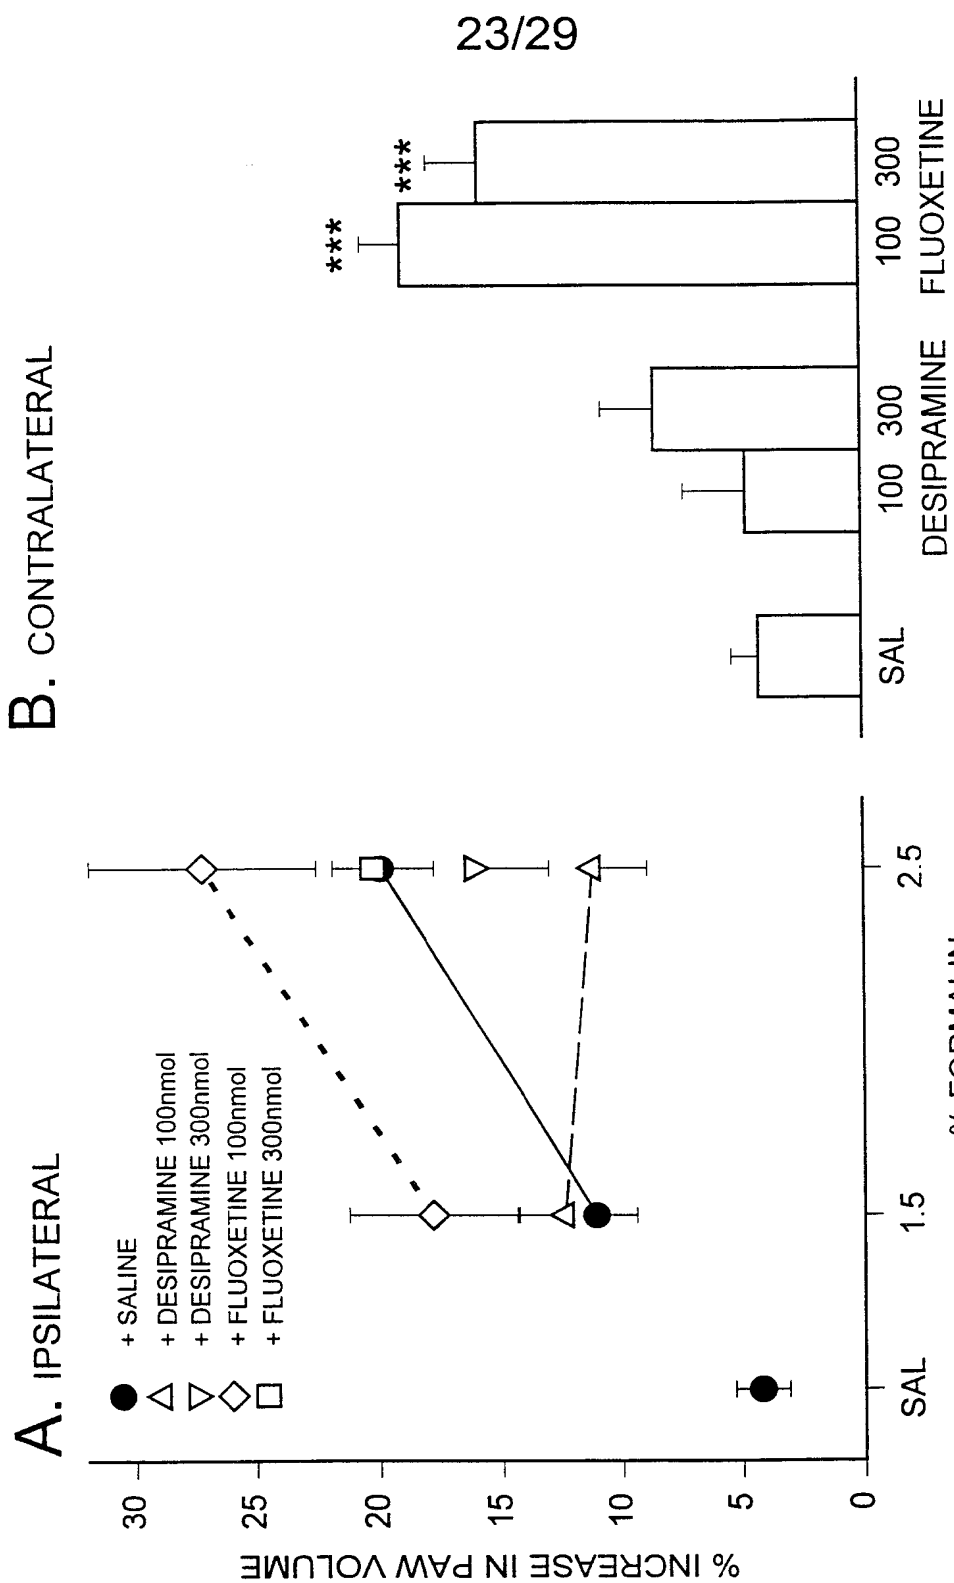 23/29
A. IPSILATERAL
+ SALINE
+ DESIPRAMINE 100nmol
+ DESIPRAMINE 300nmol
+ FLUOXETINE 100nmol
+ FLUOXETINE 300nmol
% INCREASE IN PAW VOLUME
30
25
20
15
10
5
0
SAL
1.5
2.5
% FORMALIN
B. CONTRALATERAL
***
***
SAL
100
300
100
300
DESIPRAMINE
FLUOXETINE